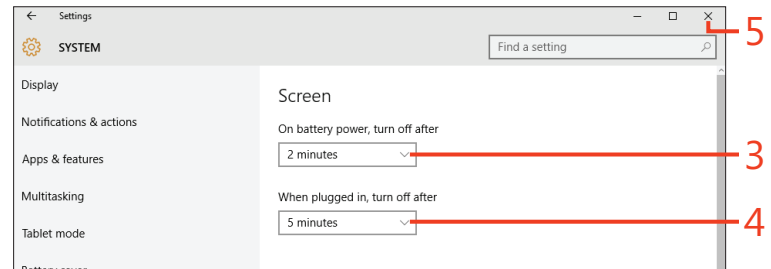 Settings
5
SYSTEM
Find a setting
Display
Screen
Notifications & actions
On battery power, turn off after
Apps & features
2 minutes
3
Multitasking
When plugged in, turn off after
5 minutes
4
Tablet mode